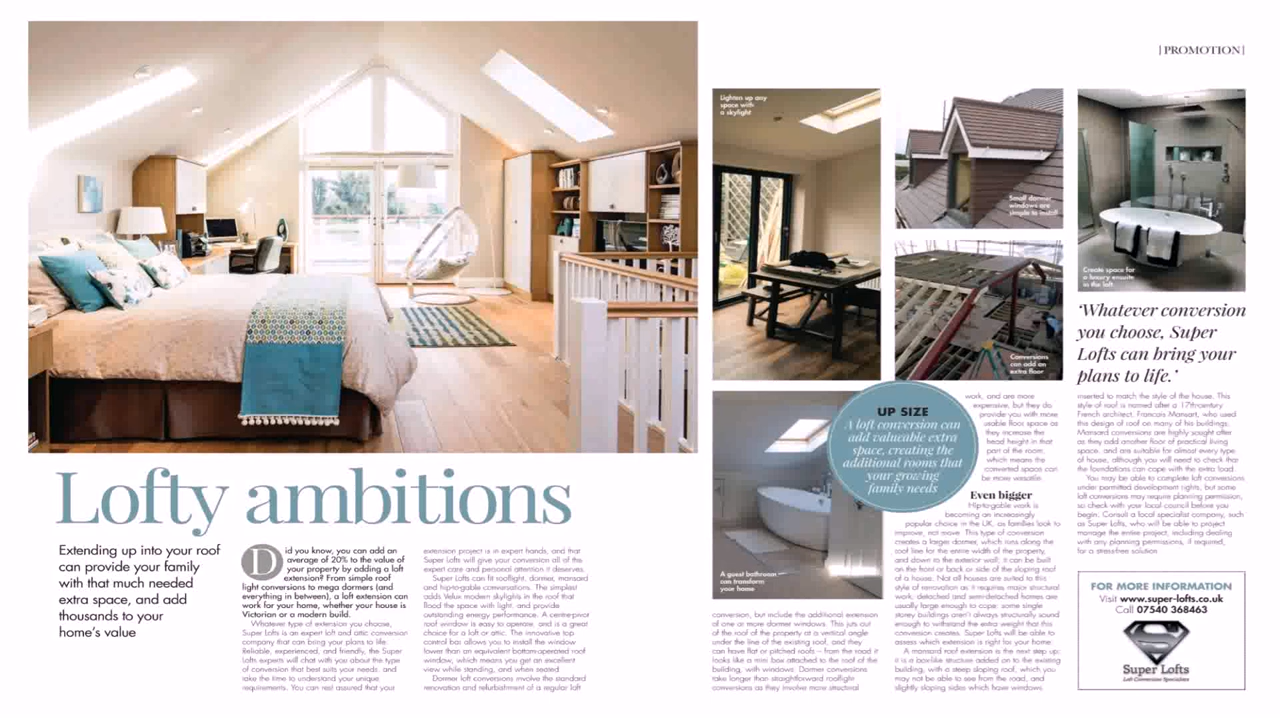 | PROMOTION |
Lighten up any
space with
a skylight
Small dormer
windows are
simple to install
Create space for
a luxury ensuite
in the loft
Conversions
can add an
extra floor
'Whatever conversion
you choose, Super
Lofts can bring your
plans to life.'
UP SIZE
A loft conversion can
add valuable extra
space, creating the
additional rooms that
your growing
family needs
A guest bathroom
can transform
your home
Lofty ambitions
Extending up into your roof
can provide your family
with that much needed
extra space, and add
thousands to your
home's value
Did you know, you can add an
average of 20% to the value of
your property by adding a loft
extension? From simple roof
light conversions to mega dormers (and
everything in between), a loft extension can
work for your home, whether your house is
Victorian or a modern build.
Whatever type of extension you choose,
Super Lofts is an expert loft and attic conversion
company that can bring your plans to life.
Reliable, experienced, and friendly, the Super
Lofts experts will chat with you about the type
of conversion that best suits your needs, and
take the time to understand your unique
requirements. You can rest assured that your
extension project is in expert hands, and that
Super Lofts will give your conversion all of this
expert care and personal attention it deserves.
Super Lofts can fit rooflight, dormer, mansard
and hip-to-gable conversations. The simplest
adds Velux modern skylights in the roof that
flood the space with light, and provide
outstanding energy performance. A centre-pivot
roof window is easy to operate, and is a great
choice for a loft or attic. The innovative top
control bar allows you to install the window
lower than an equivalent bottom-operated roof
window, which means you get an excellent
view while standing, and when seated.
Dormer loft conversions involve the standard
renovation and refurbishment of a regular loft
conversion, but include the additional extension
of one or more dormer windows. This juts out
of the roof of the property at a vertical angle
under the line of the existing roof, and they
can have flat or pitched roofs – from the road it
looks like a mini box attached to the roof of the
building, with windows. Dormer conversions
take longer than straightforward rooflight
conversions as they involve more structural
work, and are more
expensive, but they do
provide you with more
usable floor space as
they increase the
head height in that
part of the room,
which means the
converted space can
be more versatile.
Even bigger
Hip-to-gable work is
becoming an increasingly
popular choice in the UK, as families look to
improve, not move. This type of conversion
creates a larger dormer, which runs along the
roof line for the entire width of the property,
and down to the exterior wall; it can be built
on the front or back or side of the sloping roof
of a house. Not all houses are suited to this
style of renovation as it requires major structural
work; detached and semi-detached homes are
usually large enough to cope; some single
storey buildings aren't always structurally sound
enough to withstand the extra weight that this
conversion creates. Super Lofts will be able to
assess which extension is right for your home.
A mansard roof extension is the next step up;
it is a box-like structure added on to the existing
building, with a steep sloping roof, which you
may not be able to see from the road, and
slightly sloping sides which have windows
inserted to match the style of the house. This
style of roof is named after a 17th-century
French architect, Francois Mansart, who used
this design of roof on many of his buildings.
Mansard conversions are highly sought after
as they add another floor of practical living
space, and are suitable for almost every type
of house, although you will need to check that
the foundations can cope with the extra load.
You may be able to complete loft conversions
under permitted development rights, but some
loft conversions may require planning permission,
so check with your local council before you
begin. Consult a local specialist company, such
as Super Lofts, who will be able to project
manage the entire project, including dealing
with any planning permissions, if required,
for a stress-free solution
FOR MORE INFORMATION
Visit www.super-lofts.co.uk
Call 07540 368463
Super Lofts
Loft Conversion Specialists